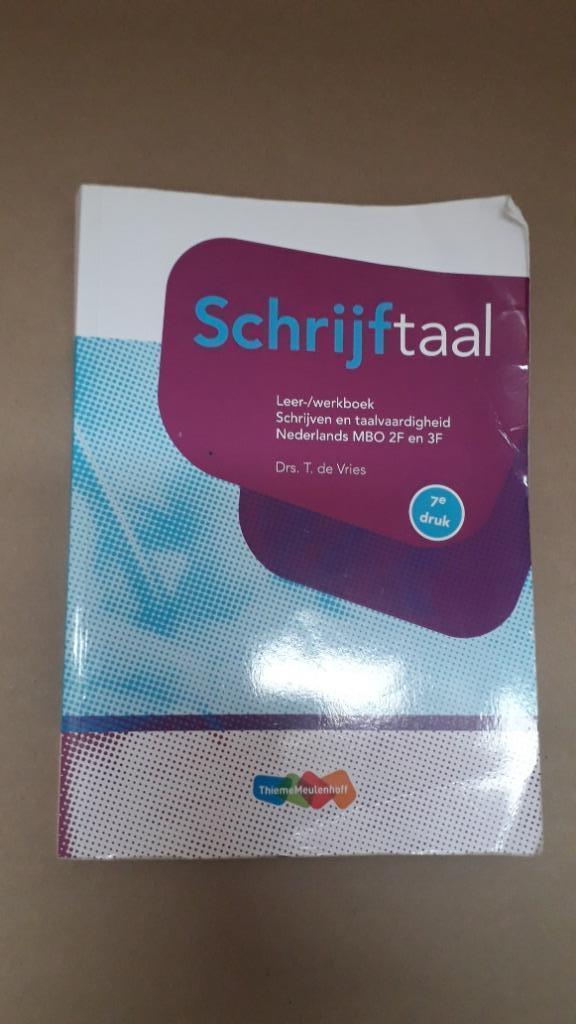 Schrijftaal
Leer-/werkboek
Schrijven en taalvaardigheid
Nederlands MBO 2F en 3F
Drs. T. de Vries
7e
druk
ThiemeMeulenhoff